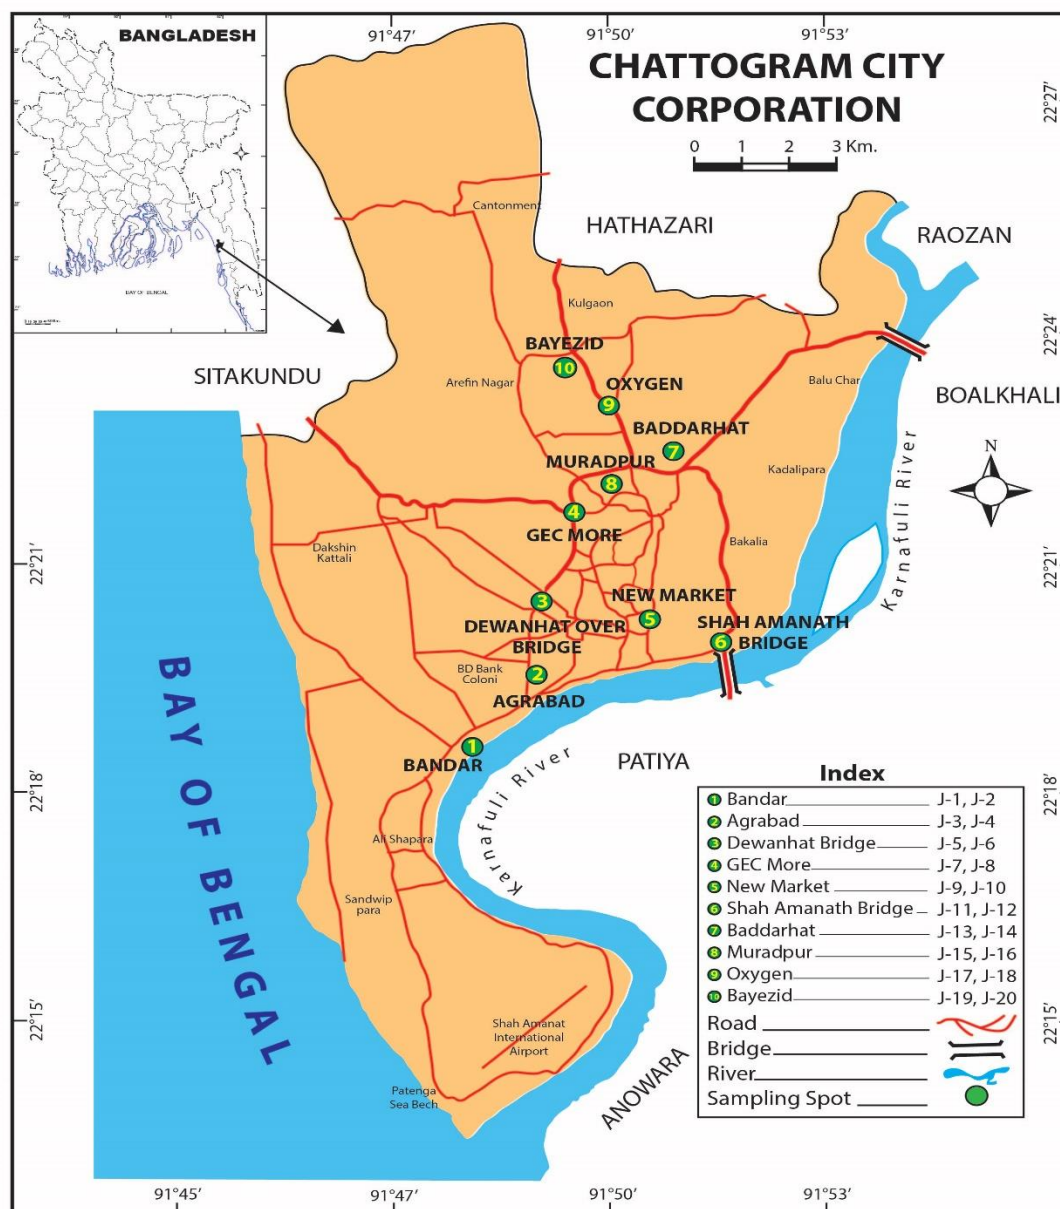 BANGLADESH
BAY OF BENGAL
91°47'
91°50'
91°53'
CHATTOGRAM CITY
CORPORATION
0 1 2 3 Km.
22°27'
Cantonment
HATHAZARI
RAOZAN
Kulgaon
22°24'
BAYEZID
10
SITAKUNDU
Arefin Nagar
OXYGEN
9
Balu Char
BOALKHALI
BADDARHAT
7
MURADPUR
8
Kadalipara
N
4
GEC MORE
Karnafuli River
Dakshin
Kattali
Bakalia
22°21'
22°21'
3
NEW MARKET
5
DEWANHAT OVER
BRIDGE
SHAH AMANATH
BRIDGE
6
BD Bank
Coloni
2
AGRABAD
BAY OF BENGAL
1
BANDAR
PATIYA
Karnafuli River
22°18'
22°18'
Ali Shapara
Sandwip
para
Index
1 Bandar J-1, J-2
2 Agrabad J-3, J-4
3 Dewanhat Bridge J-5, J-6
4 GEC More J-7, J-8
5 New Market J-9, J-10
6 Shah Amanath Bridge J-11, J-12
7 Baddarhat J-13, J-14
8 Muradpur J-15, J-16
9 Oxygen J-17, J-18
10 Bayezid J-19, J-20
Road
Bridge
River
Sampling Spot
22°15'
22°15'
Shah Amanat
International
Airport
Patenga
Sea Bech
ANOWARA
91°45'
91°47'
91°50'
91°53'